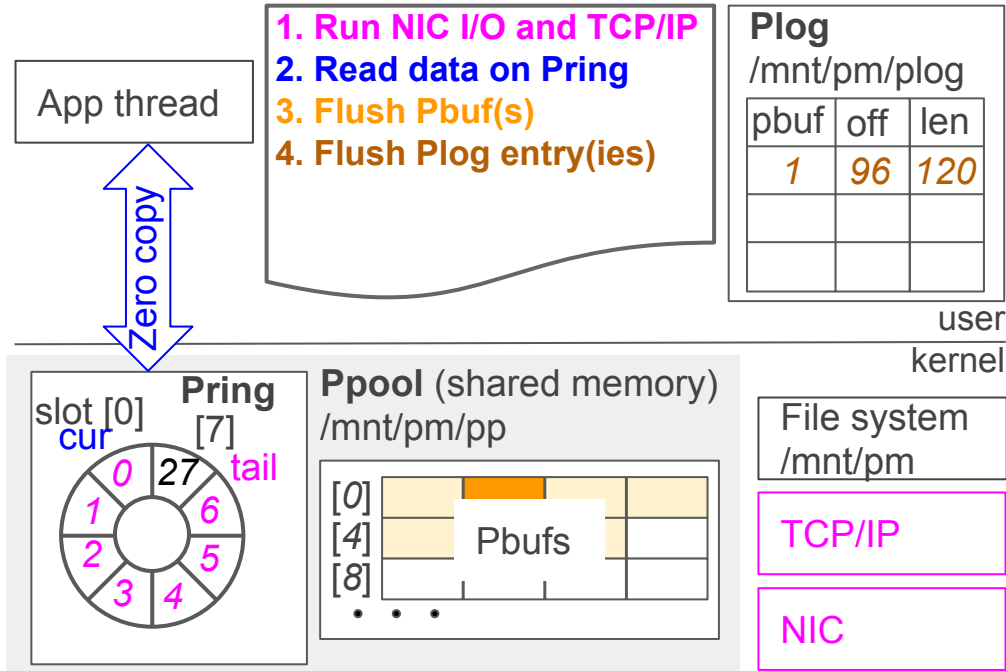 App thread
Zero copy
1. Run NIC I/O and TCP/IP
2. Read data on Pring
3. Flush Pbuf(s)
4. Flush Plog entry(ies)
Plog
/mnt/pm/plog
pbuf off len
1 96 120
user
kernel
Pring
slot [0] [7]
cur tail
0 27
1 6
2 5
3 4
Ppool (shared memory)
/mnt/pm/pp
[0]
[4]
[8]
Pbufs
. . .
File system
/mnt/pm
TCP/IP
NIC